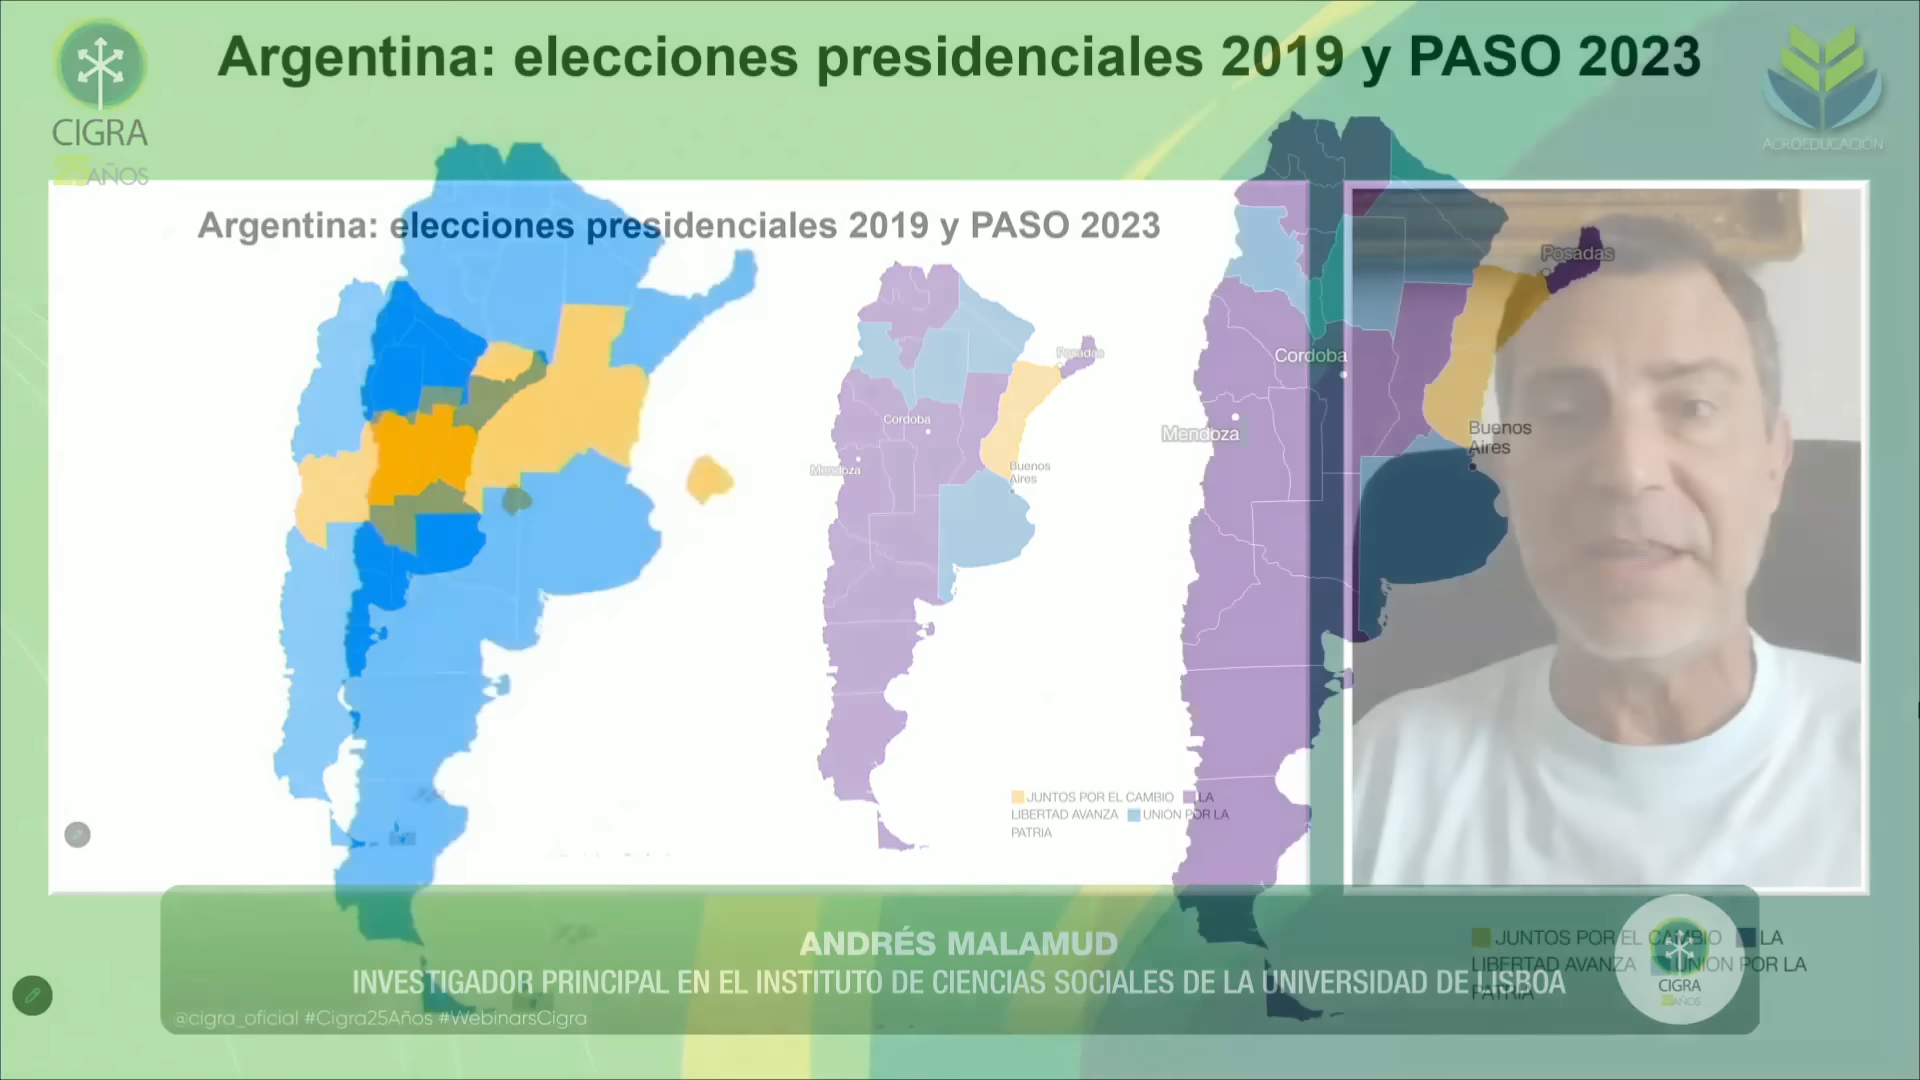 Argentina: elecciones presidenciales 2019 y PASO 2023
CIGRA
25AÑOS
AGROEDUCACIÓN
Argentina: elecciones presidenciales 2019 y PASO 2023
Posadas
Cordoba
Mendoza
Buenos
Aires
JUNTOS POR EL CAMBIO LA
LIBERTAD AVANZA UNION POR LA
PATRIA
Posadas
Cordoba
Mendoza
Buenos
Aires
JUNTOS POR EL CAMBIO LA
LIBERTAD AVANZA UNION POR LA
PATRIA
ANDRÉS MALAMUD
INVESTIGADOR PRINCIPAL EN EL INSTITUTO DE CIENCIAS SOCIALES DE LA UNIVERSIDAD DE LISBOA
@cigra_oficial #Cigra25Años #WebinarsCigra
CIGRA
25AÑOS